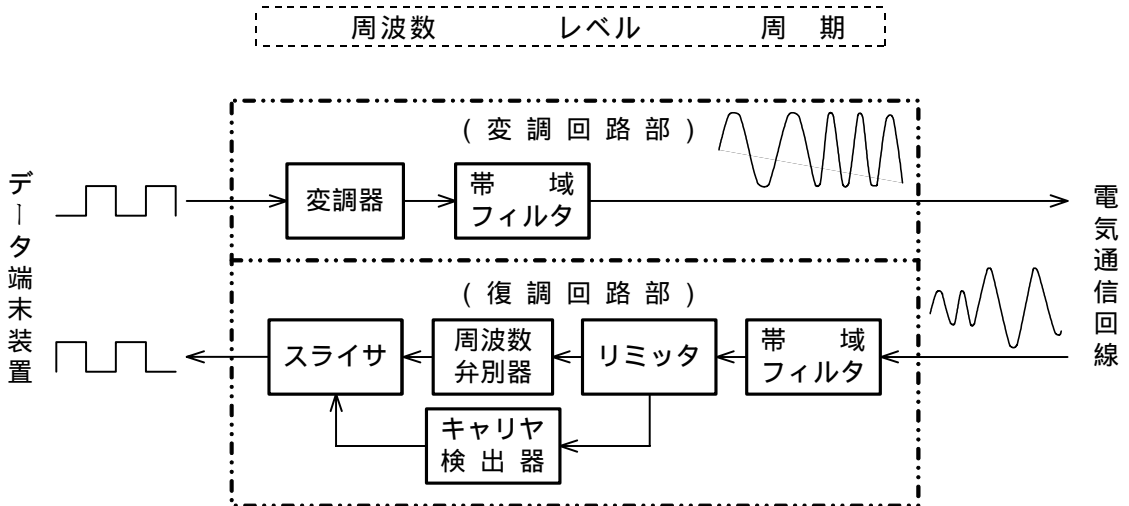 周波数 レベル 周 期
(変調回路部)
変調器
帯 域
フィルタ
データ端末装置
電気通信回線
(復調回路部)
スライサ
周波数
弁別器
リミッタ
帯 域
フィルタ
キャリヤ
検出器